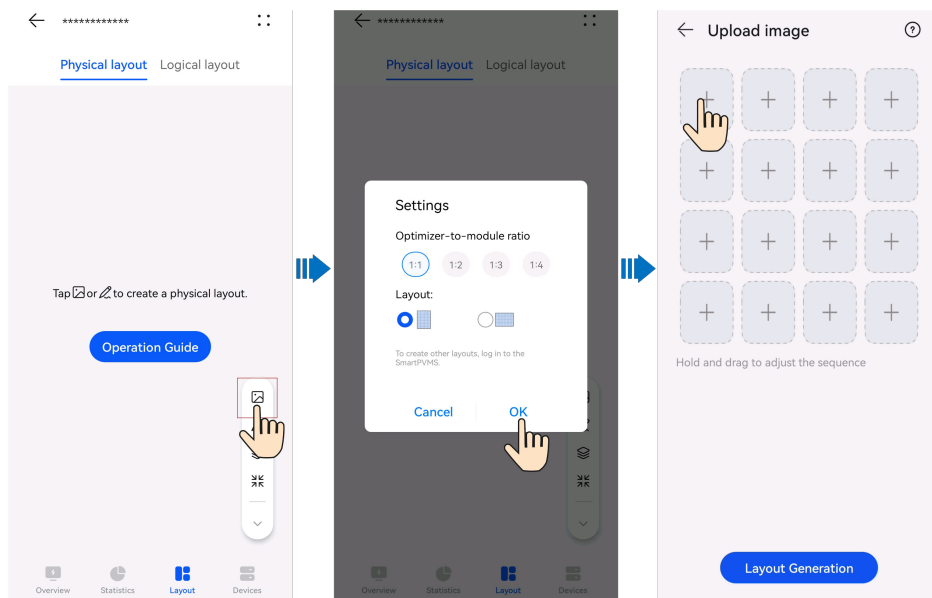 ************
Physical layout Logical layout
Tap or to create a physical layout.
Operation Guide
Overview Statistics Layout Devices
************
Physical layout Logical layout
Settings
Optimizer-to-module ratio
1:1 1:2 1:3 1:4
Layout:
To create other layouts, log in to the
SmartPVMS.
Cancel OK
Overview Statistics Layout Devices
Upload image
Hold and drag to adjust the sequence
Layout Generation